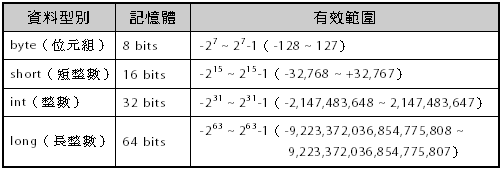 資料型別 記憶體 有效範圍
byte（位元組） 8 bits -2⁷ ~ 2⁷-1（-128 ~ 127）
short（短整數） 16 bits -2¹⁵ ~ 2¹⁵-1（-32,768 ~ +32,767）
int（整數） 32 bits -2³¹ ~ 2³¹-1（-2,147,483,648 ~ 2,147,483,647）
long（長整數） 64 bits -2⁶³ ~ 2⁶³-1（-9,223,372,036,854,775,808 ~
9,223,372,036,854,775,807）